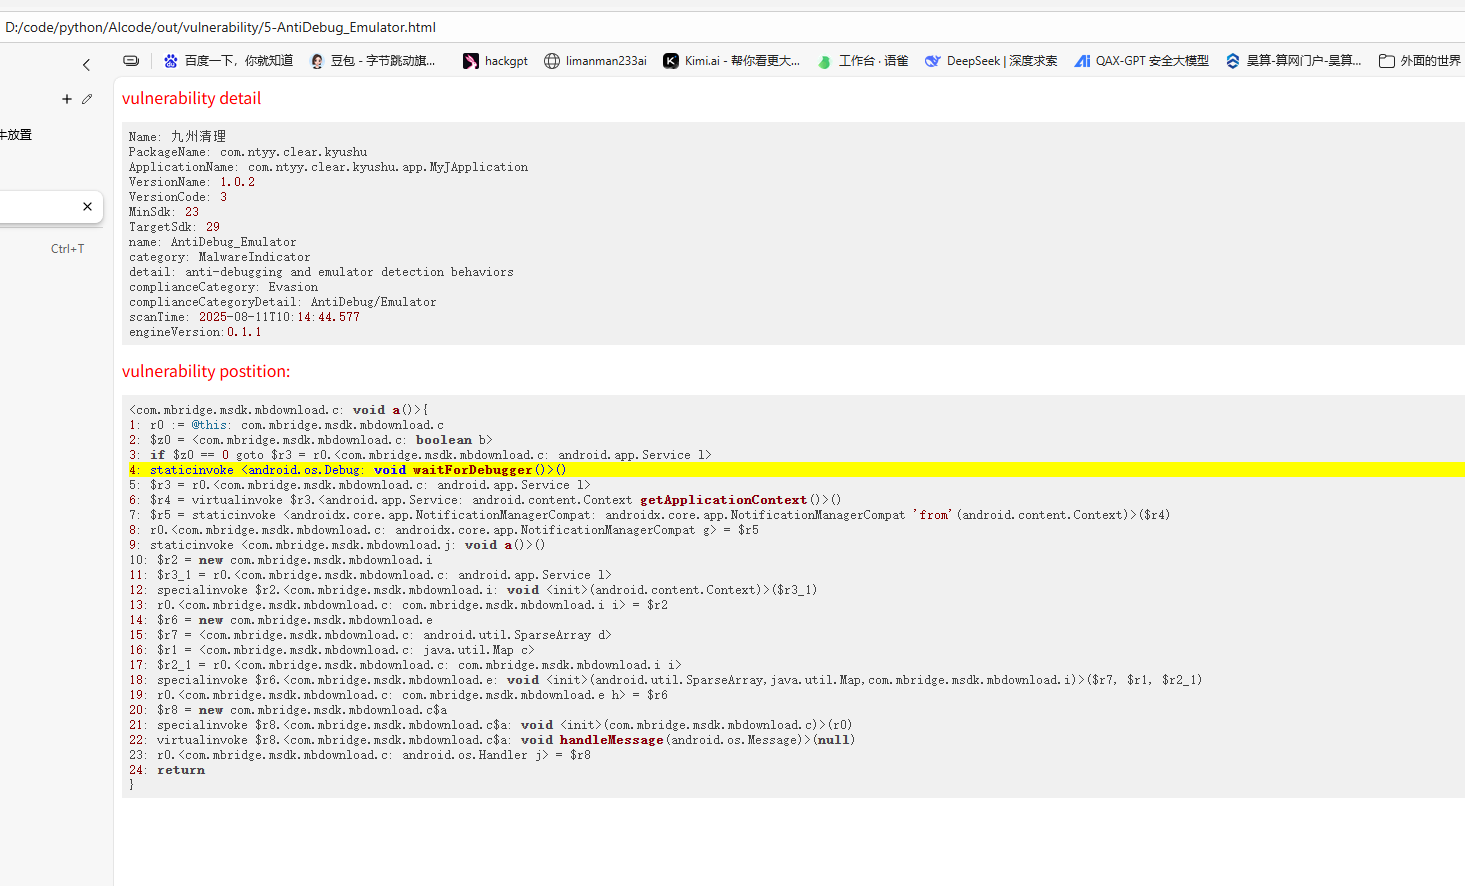 D:/code/python/AIcode/out/vulnerability/5-AntiDebug_Emulator.html
百度一下，你就知道 豆包 - 字节跳动旗... hackgpt limanman233ai Kimi.ai - 帮你看更大... 工作台 · 语雀 DeepSeek | 深度求索 QAX-GPT 安全大模型 昊算-算网门户-昊算... 外面的世界
牛放置
Ctrl+T
vulnerability detail
Name: 九州清理
PackageName: com.ntyy.clear.kyushu
ApplicationName: com.ntyy.clear.kyushu.app.MyJApplication
VersionName: 1.0.2
VersionCode: 3
MinSdk: 23
TargetSdk: 29
name: AntiDebug_Emulator
category: MalwareIndicator
detail: anti-debugging and emulator detection behaviors
complianceCategory: Evasion
complianceCategoryDetail: AntiDebug/Emulator
scanTime: 2025-08-11T10:14:44.577
engineVersion:0.1.1
vulnerability postition:
<com.mbridge.msdk.mbdownload.c: void a()>{
1: r0 := @this: com.mbridge.msdk.mbdownload.c
2: $z0 = <com.mbridge.msdk.mbdownload.c: boolean b>
3: if $z0 == 0 goto $r3 = r0.<com.mbridge.msdk.mbdownload.c: android.app.Service l>
4: staticinvoke <android.os.Debug: void waitForDebugger()>()
5: $r3 = r0.<com.mbridge.msdk.mbdownload.c: android.app.Service l>
6: $r4 = virtualinvoke $r3.<android.app.Service: android.content.Context getApplicationContext()>()
7: $r5 = staticinvoke <androidx.core.app.NotificationManagerCompat: androidx.core.app.NotificationManagerCompat 'from'(android.content.Context)>($r4)
8: r0.<com.mbridge.msdk.mbdownload.c: androidx.core.app.NotificationManagerCompat g> = $r5
9: staticinvoke <com.mbridge.msdk.mbdownload.j: void a()>()
10: $r2 = new com.mbridge.msdk.mbdownload.i
11: $r3_1 = r0.<com.mbridge.msdk.mbdownload.c: android.app.Service l>
12: specialinvoke $r2.<com.mbridge.msdk.mbdownload.i: void <init>(android.content.Context)>($r3_1)
13: r0.<com.mbridge.msdk.mbdownload.c: com.mbridge.msdk.mbdownload.i i> = $r2
14: $r6 = new com.mbridge.msdk.mbdownload.e
15: $r7 = <com.mbridge.msdk.mbdownload.c: android.util.SparseArray d>
16: $r1 = <com.mbridge.msdk.mbdownload.c: java.util.Map c>
17: $r2_1 = r0.<com.mbridge.msdk.mbdownload.c: com.mbridge.msdk.mbdownload.i i>
18: specialinvoke $r6.<com.mbridge.msdk.mbdownload.e: void <init>(android.util.SparseArray,java.util.Map,com.mbridge.msdk.mbdownload.i)>($r7, $r1, $r2_1)
19: r0.<com.mbridge.msdk.mbdownload.c: com.mbridge.msdk.mbdownload.e h> = $r6
20: $r8 = new com.mbridge.msdk.mbdownload.c$a
21: specialinvoke $r8.<com.mbridge.msdk.mbdownload.c$a: void <init>(com.mbridge.msdk.mbdownload.c)>(r0)
22: virtualinvoke $r8.<com.mbridge.msdk.mbdownload.c$a: void handleMessage(android.os.Message)>(null)
23: r0.<com.mbridge.msdk.mbdownload.c: android.os.Handler j> = $r8
24: return
}